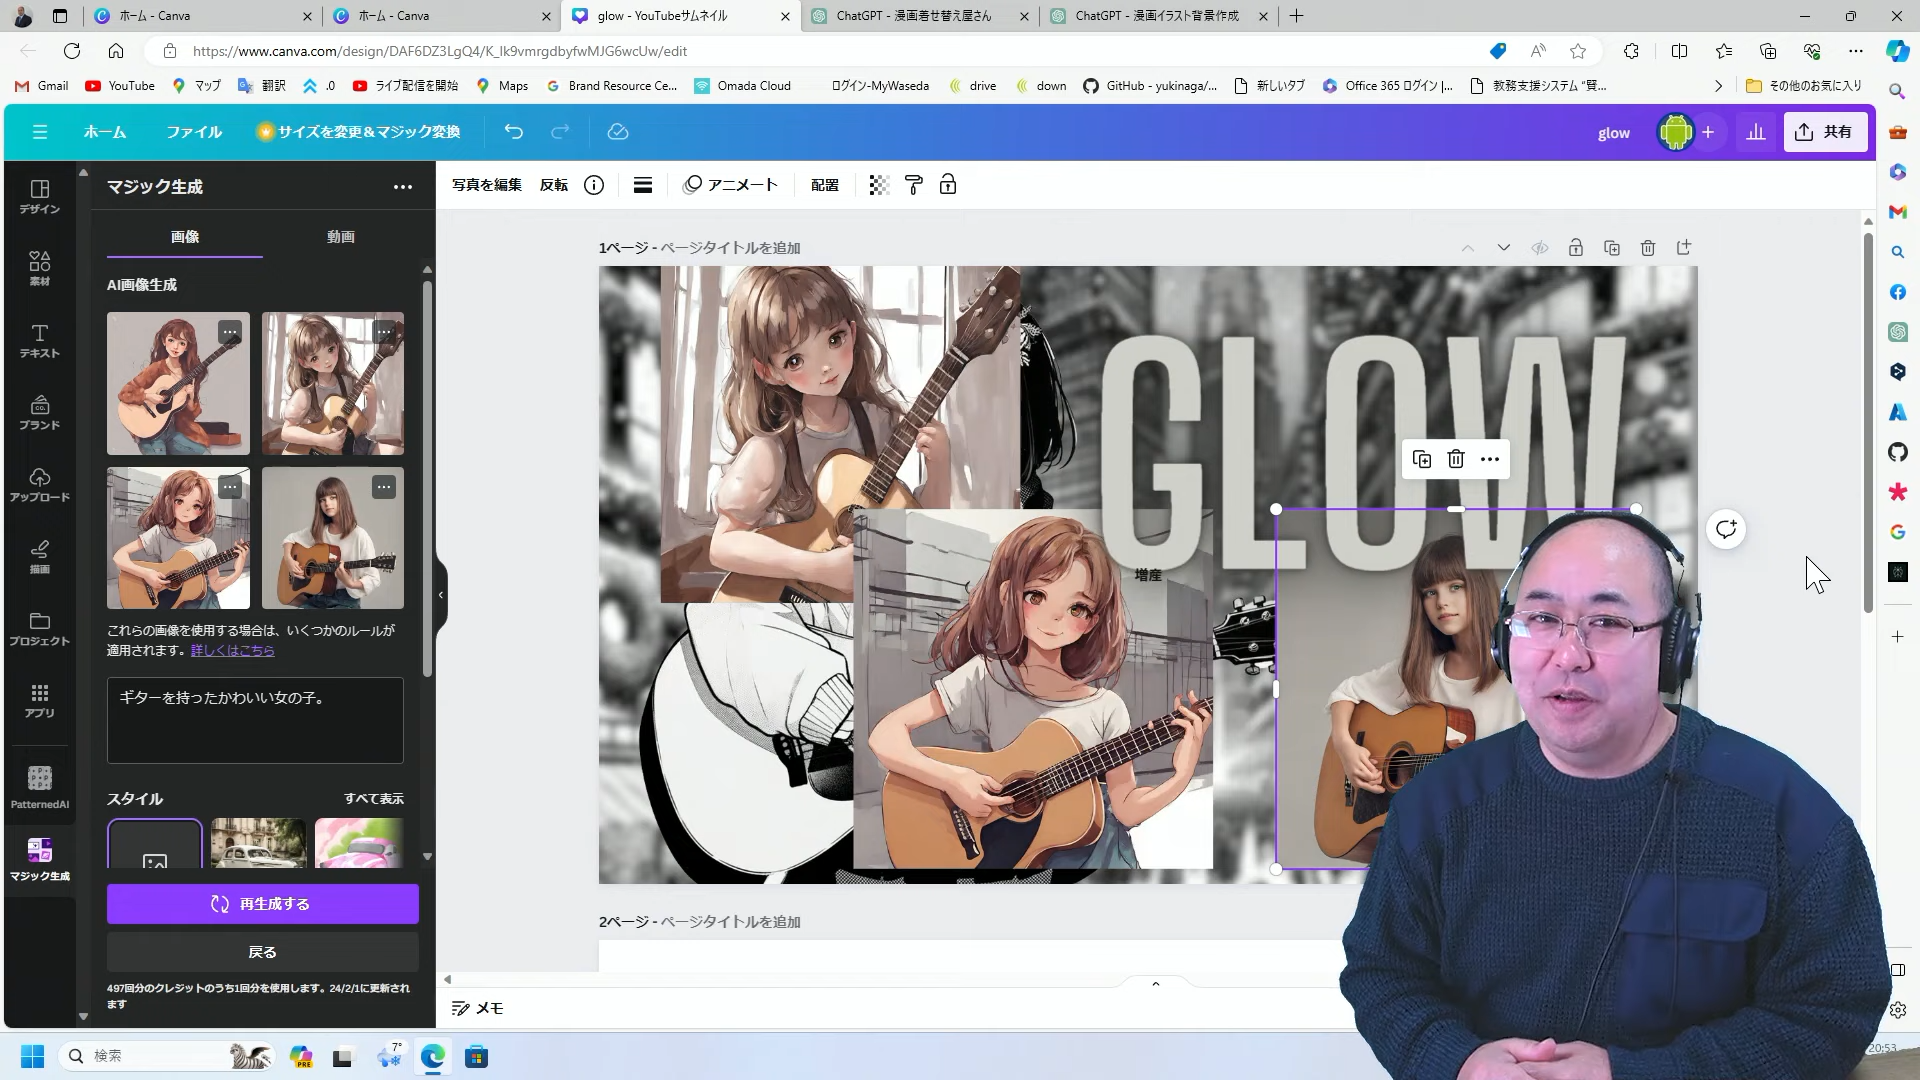 ホーム - Canva
ホーム - Canva
glow - YouTubeサムネイル
ChatGPT - 漫画着せ替え屋さん
ChatGPT - 漫画イラスト背景作成
https://www.canva.com/design/DAF6DZ3LgQ4/K_lk9vmrgdbyfwMJG6wcUw/edit
Gmail
YouTube
マップ
翻訳
.0
ライブ配信を開始
Maps
Brand Resource Ce...
Omada Cloud
ログイン-MyWaseda
drive
down
GitHub - yukinaga/...
新しいタブ
Office 365 ログイン |...
教務支援システム “賢...
その他のお気に入り
ホーム
ファイル
サイズを変更＆マジック変換
glow
共有
デザイン
素材
テキスト
ブランド
アップロード
描画
プロジェクト
アプリ
PatternedAI
マジック生成
マジック生成
画像
動画
AI画像生成
これらの画像を使用する場合は、いくつかのルールが
適用されます。詳しくはこちら
ギターを持ったかわいい女の子。
スタイル
すべて表示
再生成する
戻る
497回分のクレジットのうち1回分を使用します。24/2/1に更新され
ます
写真を編集
反転
アニメート
配置
1ページ - ページタイトルを追加
GLOW
増産
2ページ - ページタイトルを追加
メモ
検索
PRE
7°
20:53